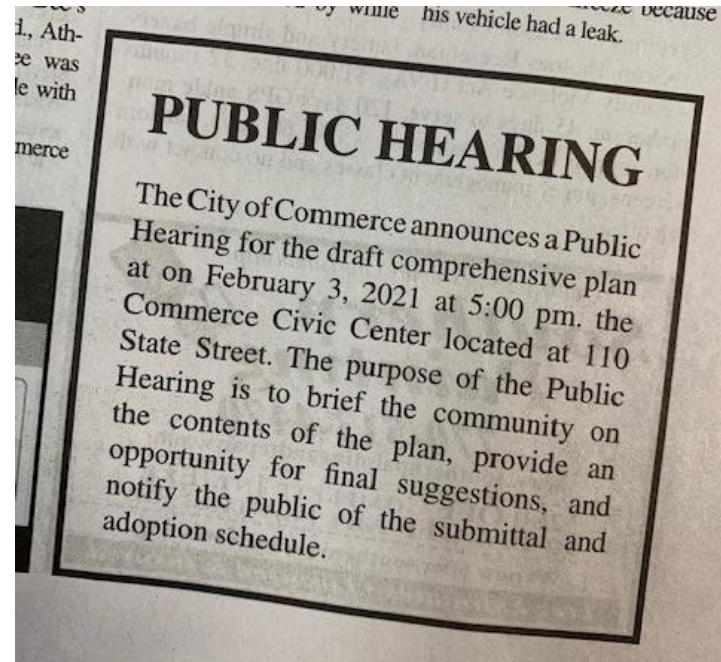 his vehicle had a leak.
by while
because
d., Ath-
was
le with
merce
PUBLIC HEARING
The City of Commerce announces a Public
Hearing for the draft comprehensive plan
at on February 3, 2021 at 5:00 pm. the
Commerce Civic Center located at 110
State Street. The purpose of the Public
Hearing is to brief the community on
the contents of the plan, provide an
opportunity for final suggestions, and
notify the public of the submittal and
adoption schedule.